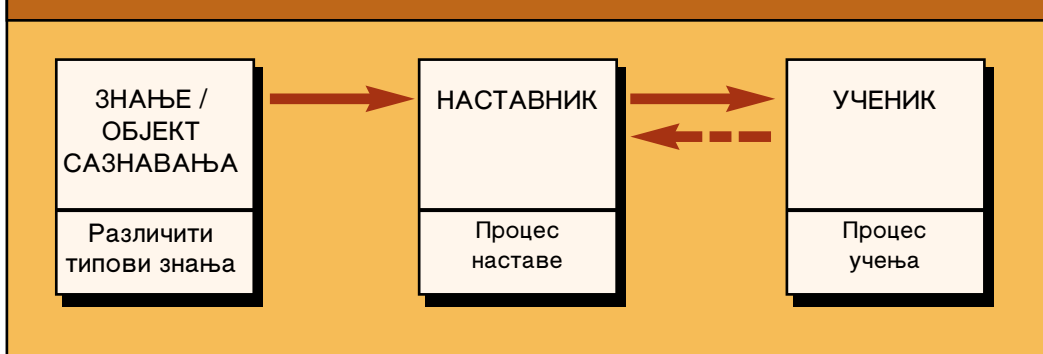 ЗНАЊЕ /
ОБЈЕКТ
САЗНАВАЊА
Различити
типови знања
НАСТАВНИК
Процес
наставе
УЧЕНИК
Процес
учења